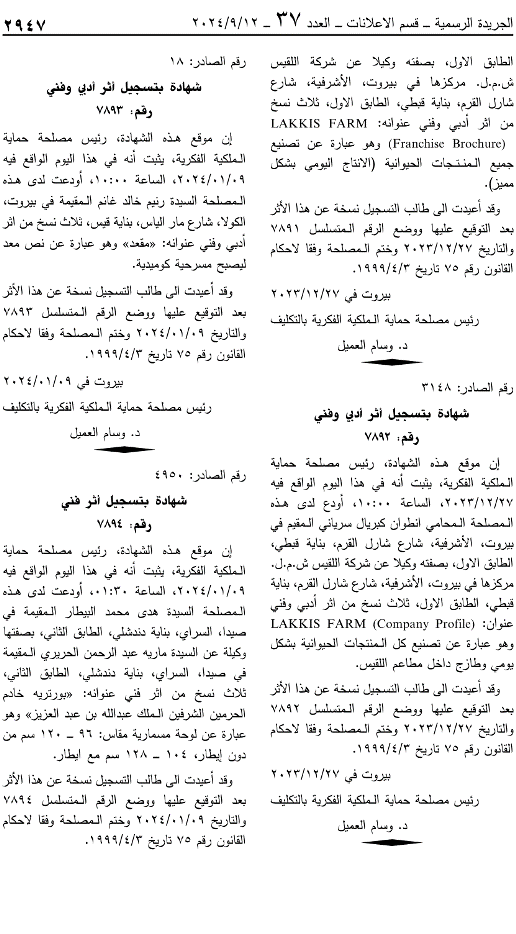 الجريدة الرسمية ـ قسم الاعلانات ـ العدد ٣٧ ـ ٢٠٢٤/٩/١٢
٢٩٤٧
الطابق الاول، بصفته وكيلا عن شركة اللقيس
ش.م.ل. مركزها في بيروت، الأشرفية، شارع
شارل القرم، بناية قبطي، الطابق الاول، ثلاث نسخ
من اثر أدبي وفني عنوانه: LAKKIS FARM
(Franchise Brochure) وهو عبارة عن تصنيع
جميع المنتجات الحيوانية (الانتاج اليومي بشكل
مميز).
وقد أعيدت الى طالب التسجيل نسخة عن هذا الأثر
بعد التوقيع عليها ووضع الرقم المتسلسل ٧٨٩١
والتاريخ ٢٠٢٣/١٢/٢٧ وختم المصلحة وفقا لاحكام
القانون رقم ٧٥ تاريخ ١٩٩٩/٤/٣.
بيروت في ٢٠٢٣/١٢/٢٧
رئيس مصلحة حماية الملكية الفكرية بالتكليف
د. وسام العميل
رقم الصادر: ٣١٤٨
شهادة بتسجيل أثر أدبي وفني
رقم: ٧٨٩٢
إن موقع هذه الشهادة، رئيس مصلحة حماية
الملكية الفكرية، يثبت أنه في هذا اليوم الواقع فيه
٢٠٢٣/١٢/٢٧، الساعة ١٠:٠٠، أودع لدى هذه
المصلحة المحامي انطوان كبريال سرياني المقيم في
بيروت، الأشرفية، شارع شارل القرم، بناية قبطي،
الطابق الاول، بصفته وكيلا عن شركة اللقيس ش.م.ل.
مركزها في بيروت، الأشرفية، شارع شارل القرم، بناية
قبطي، الطابق الاول، ثلاث نسخ من اثر أدبي وفني
عنوان: LAKKIS FARM (Company Profile)
وهو عبارة عن تصنيع كل المنتجات الحيوانية بشكل
يومي وطازج داخل مطاعم اللقيس.
وقد أعيدت الى طالب التسجيل نسخة عن هذا الأثر
بعد التوقيع عليها ووضع الرقم المتسلسل ٧٨٩٢
والتاريخ ٢٠٢٣/١٢/٢٧ وختم المصلحة وفقا لاحكام
القانون رقم ٧٥ تاريخ ١٩٩٩/٤/٣.
بيروت في ٢٠٢٣/١٢/٢٧
رئيس مصلحة حماية الملكية الفكرية بالتكليف
د. وسام العميل
رقم الصادر: ١٨
شهادة بتسجيل أثر أدبي وفني
رقم: ٧٨٩٣
إن موقع هذه الشهادة، رئيس مصلحة حماية
الملكية الفكرية، يثبت أنه في هذا اليوم الواقع فيه
٢٠٢٤/٠١/٠٩، الساعة ١٠:٠٠، أودعت لدى هذه
المصلحة السيدة رنيم خالد غانم المقيمة في بيروت،
الكولا، شارع مار الياس، بناية قيس، ثلاث نسخ من اثر
أدبي وفني عنوانه: «مقعد» وهو عبارة عن نص معد
ليصبح مسرحية كوميدية.
وقد أعيدت الى طالب التسجيل نسخة عن هذا الأثر
بعد التوقيع عليها ووضع الرقم المتسلسل ٧٨٩٣
والتاريخ ٢٠٢٤/٠١/٠٩ وختم المصلحة وفقا لاحكام
القانون رقم ٧٥ تاريخ ١٩٩٩/٤/٣.
بيروت في ٢٠٢٤/٠١/٠٩
رئيس مصلحة حماية الملكية الفكرية بالتكليف
د. وسام العميل
رقم الصادر: ٤٩٥٠
شهادة بتسجيل أثر فني
رقم: ٧٨٩٤
إن موقع هذه الشهادة، رئيس مصلحة حماية
الملكية الفكرية، يثبت أنه في هذا اليوم الواقع فيه
٢٠٢٤/٠١/٠٩، الساعة ٠١:٣٠، أودعت لدى هذه
المصلحة السيدة هدى محمد البيطار المقيمة في
صيدا، السراي، بناية دندشلي، الطابق الثاني، بصفتها
وكيلة عن السيدة ماريه عبد الرحمن الحريري المقيمة
في صيدا، السراي، بناية دندشلي، الطابق الثاني،
ثلاث نسخ من اثر فني عنوانه: «بورتريه خادم
الحرمين الشرفين الملك عبدالله بن عبد العزيز» وهو
عبارة عن لوحة مسمارية مقاس: ٩٦ ـ ١٢٠ سم من
دون إيطار، ١٠٤ ـ ١٢٨ سم مع ايطار.
وقد أعيدت الى طالب التسجيل نسخة عن هذا الأثر
بعد التوقيع عليها ووضع الرقم المتسلسل ٧٨٩٤
والتاريخ ٢٠٢٤/٠١/٠٩ وختم المصلحة وفقا لاحكام
القانون رقم ٧٥ تاريخ ١٩٩٩/٤/٣.